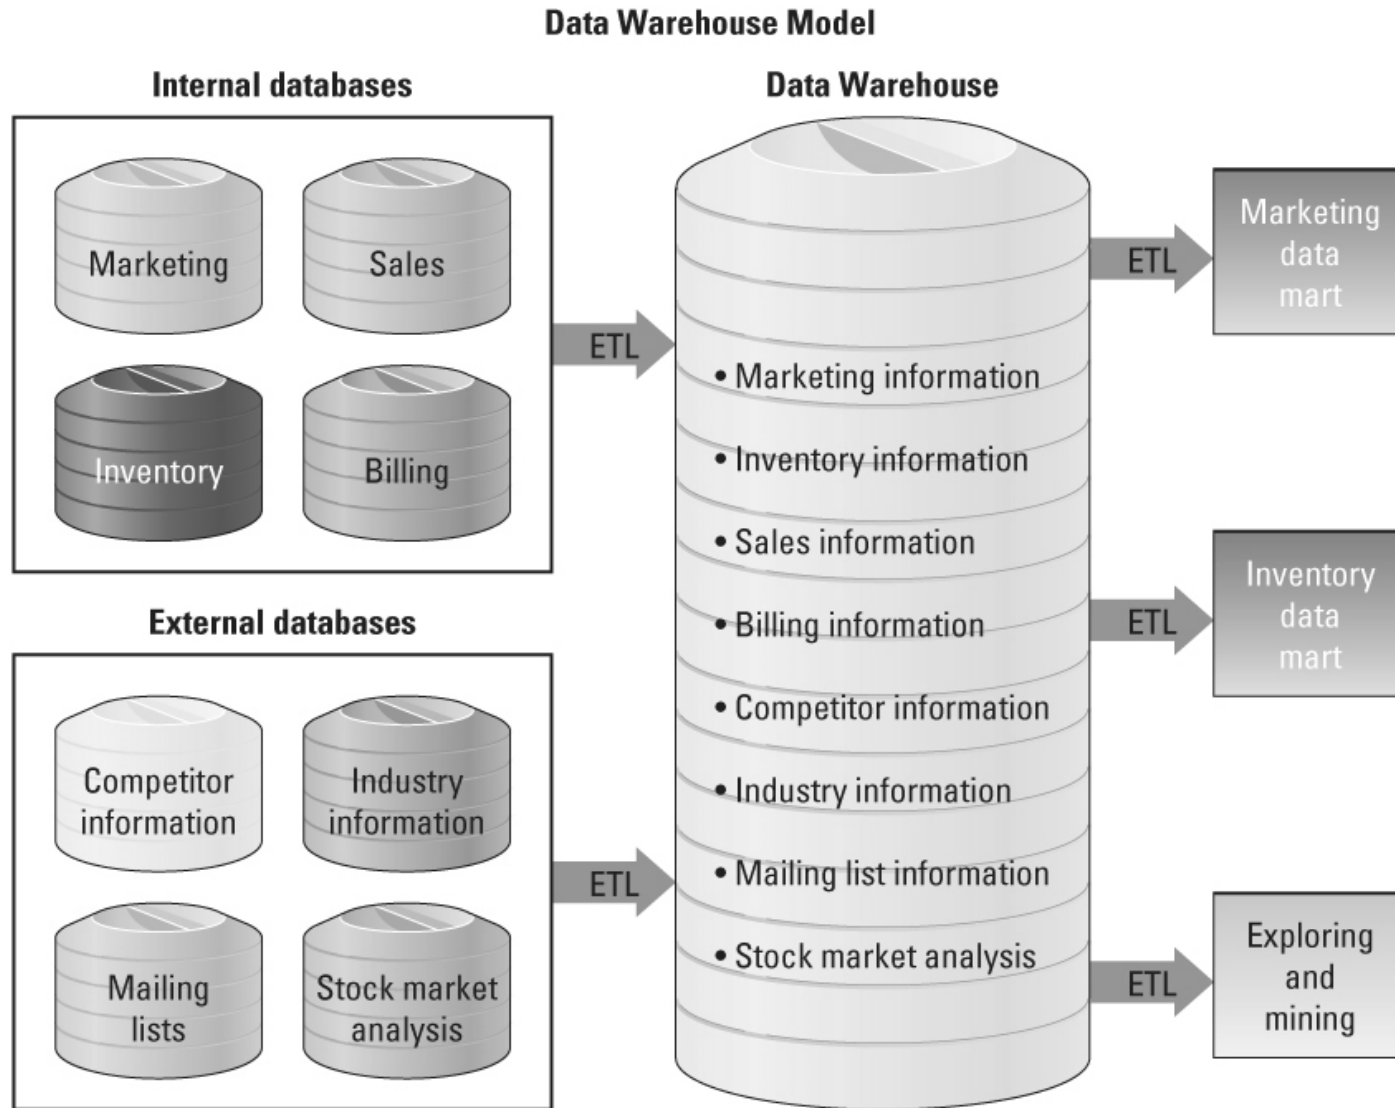 Data Warehouse Model
Internal databases
Marketing
Sales
Inventory
Billing
ETL
External databases
Competitor
information
Industry
information
Mailing
lists
Stock market
analysis
ETL
Data Warehouse
• Marketing information
• Inventory information
• Sales information
• Billing information
• Competitor information
• Industry information
• Mailing list information
• Stock market analysis
ETL
Marketing
data
mart
ETL
Inventory
data
mart
ETL
Exploring
and
mining